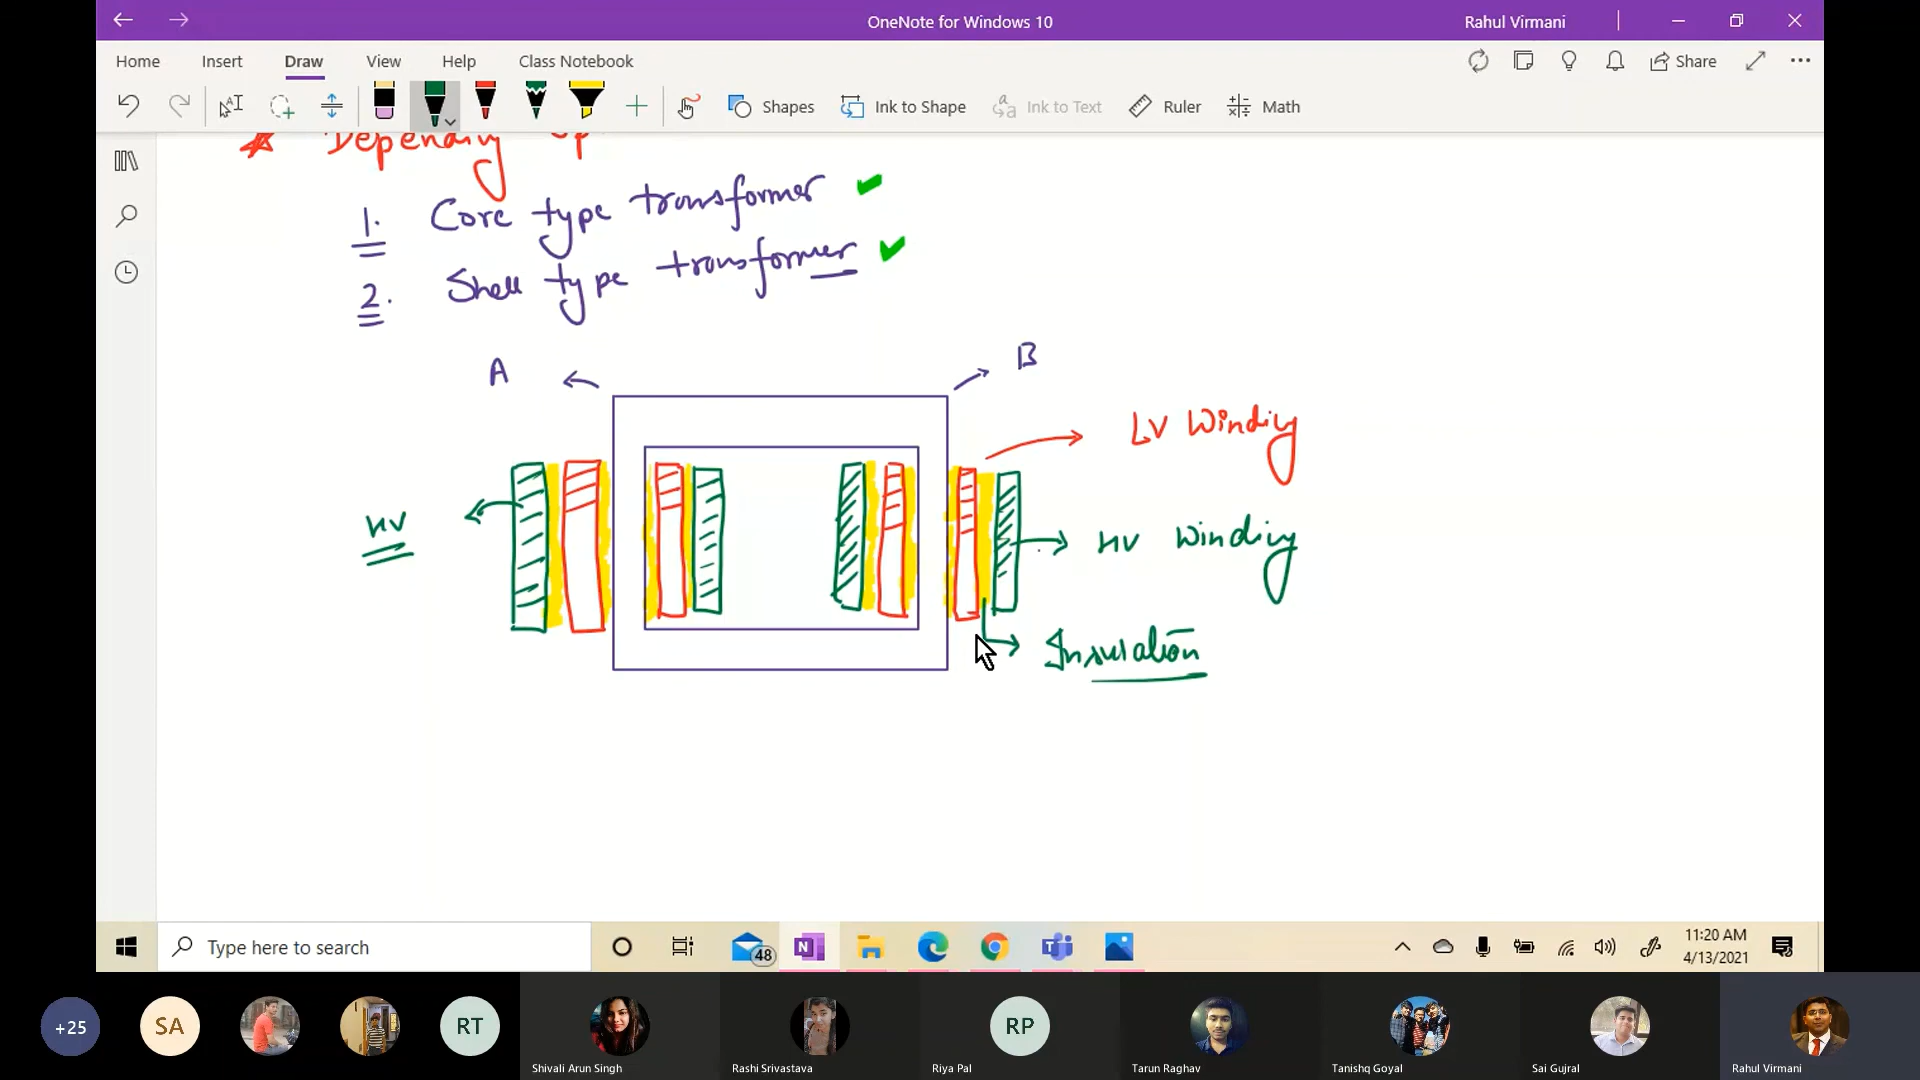 OneNote for Windows 10
Rahul Virmani
Home Insert Draw View Help Class Notebook
Share
Shapes Ink to Shape Ink to Text Ruler Math
Depending
1. Core type transformer
2. Shell type transformer
A
B
LV Winding
HV
HV Winding
Insulation
Type here to search
48
11:20 AM
4/13/2021
+25
SA
RT
RP
Shivali Arun Singh
Rashi Srivastava
Riya Pal
Tarun Raghav
Tanishq Goyal
Sai Gujral
Rahul Virmani